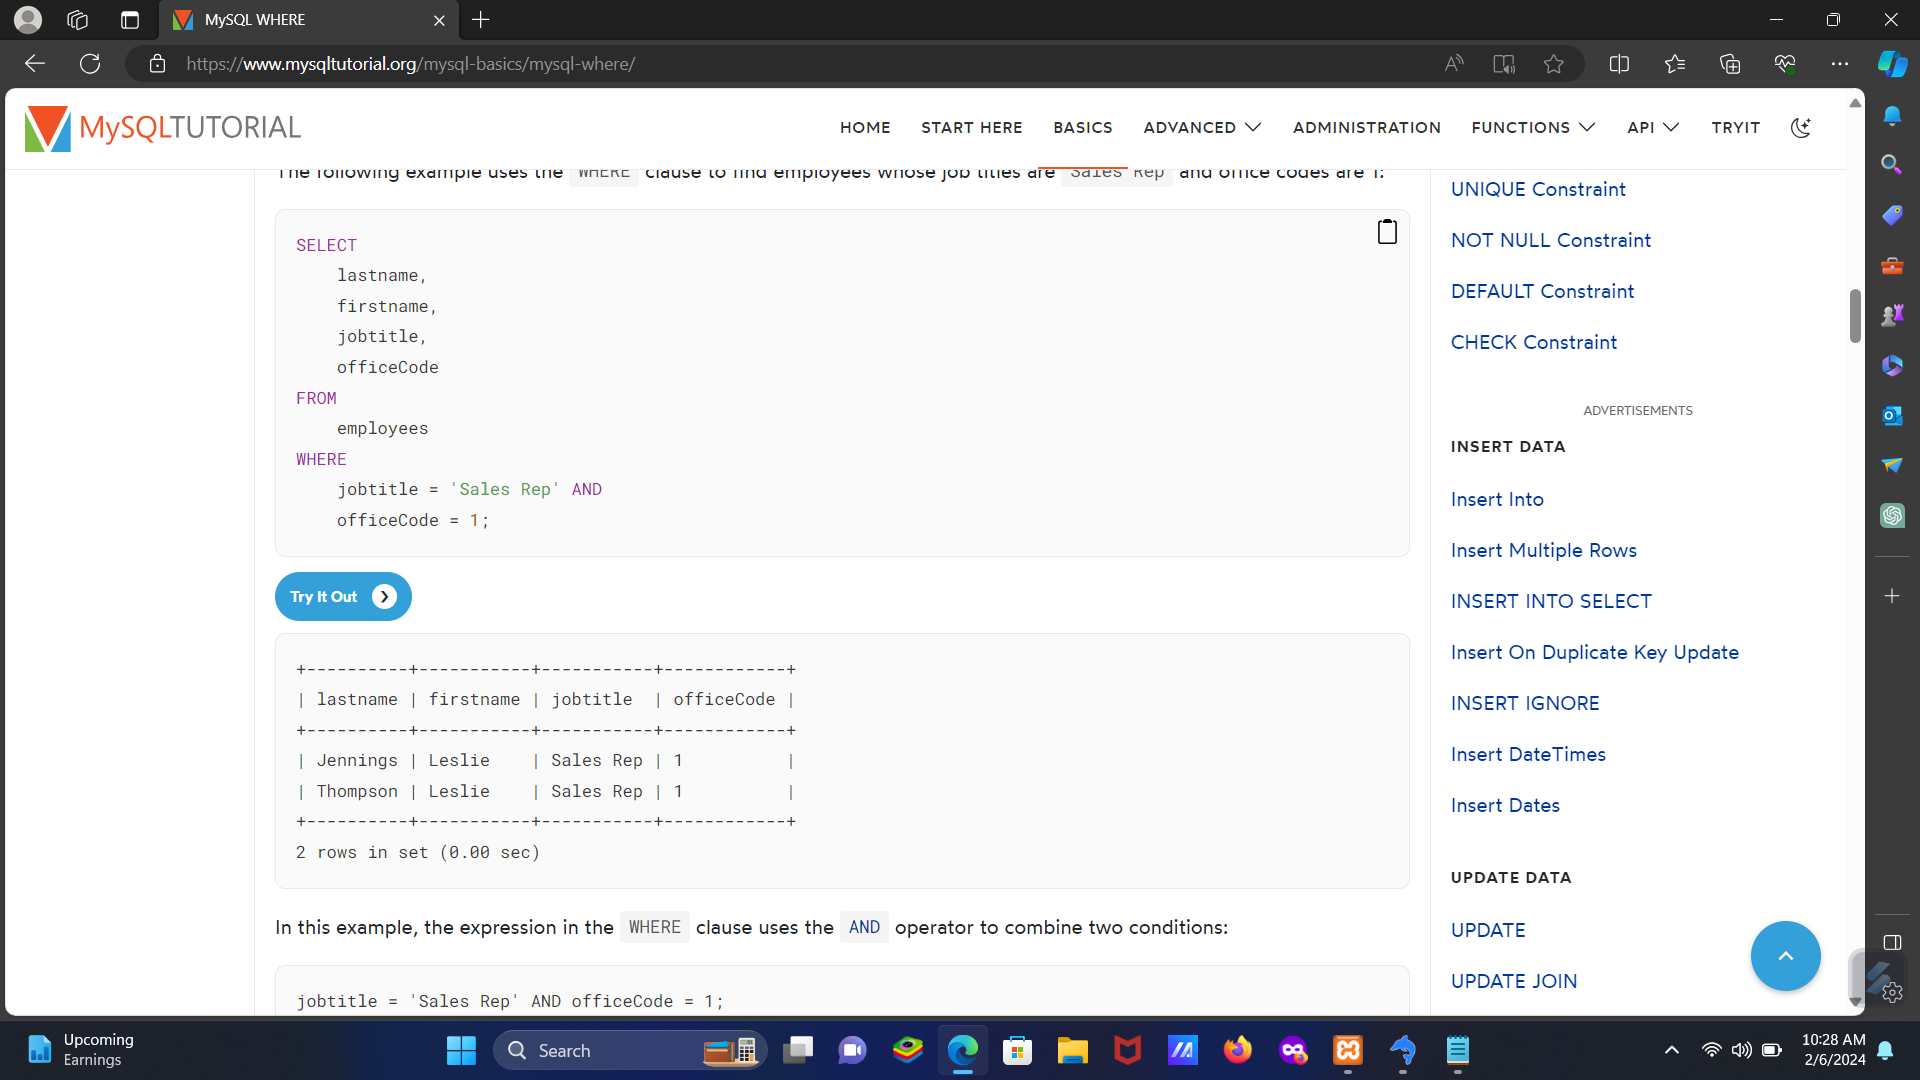 MySQL WHERE
https://www.mysqltutorial.org/mysql-basics/mysql-where/
MySQLTUTORIAL
HOME START HERE BASICS ADVANCED ADMINISTRATION FUNCTIONS API TRYIT
The following example uses the WHERE clause to find employees whose job titles are Sales Rep and office codes are 1:
SELECT
    lastname,
    firstname,
    jobtitle,
    officeCode
FROM
    employees
WHERE
    jobtitle = 'Sales Rep' AND
    officeCode = 1;
Try It Out
+----------+-----------+-----------+------------+
| lastname | firstname | jobtitle  | officeCode |
+----------+-----------+-----------+------------+
| Jennings | Leslie    | Sales Rep | 1          |
| Thompson | Leslie    | Sales Rep | 1          |
+----------+-----------+-----------+------------+
2 rows in set (0.00 sec)
In this example, the expression in the WHERE clause uses the AND operator to combine two conditions:
jobtitle = 'Sales Rep' AND officeCode = 1;
UNIQUE Constraint
NOT NULL Constraint
DEFAULT Constraint
CHECK Constraint
ADVERTISEMENTS
INSERT DATA
Insert Into
Insert Multiple Rows
INSERT INTO SELECT
Insert On Duplicate Key Update
INSERT IGNORE
Insert DateTimes
Insert Dates
UPDATE DATA
UPDATE
UPDATE JOIN
Upcoming
Earnings
Search
10:28 AM
2/6/2024